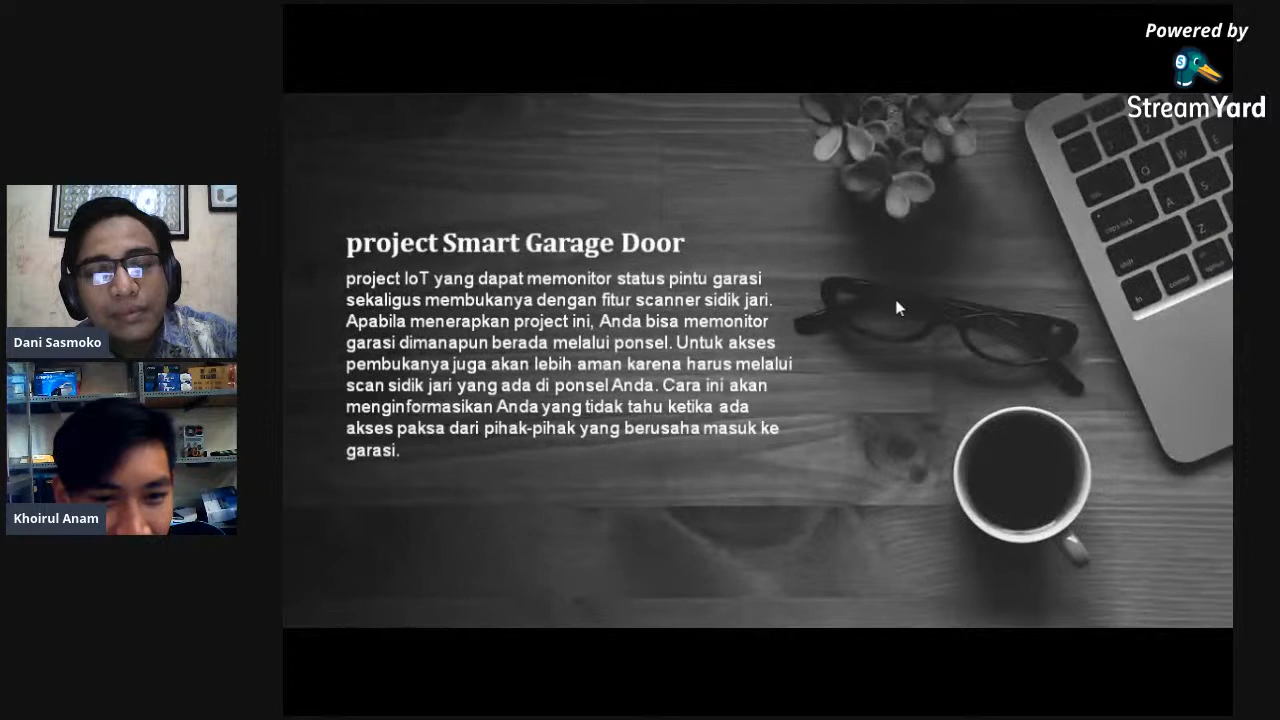 Powered by
StreamYard
project Smart Garage Door
project IoT yang dapat memonitor status pintu garasi
sekaligus membukanya dengan fitur scanner sidik jari.
Apabila menerapkan project ini, Anda bisa memonitor
garasi dimanapun berada melalui ponsel. Untuk akses
pembukanya juga akan lebih aman karena harus melalui
scan sidik jari yang ada di ponsel Anda. Cara ini akan
menginformasikan Anda yang tidak tahu ketika ada
akses paksa dari pihak-pihak yang berusaha masuk ke
garasi.
Dani Sasmoko
Khoirul Anam